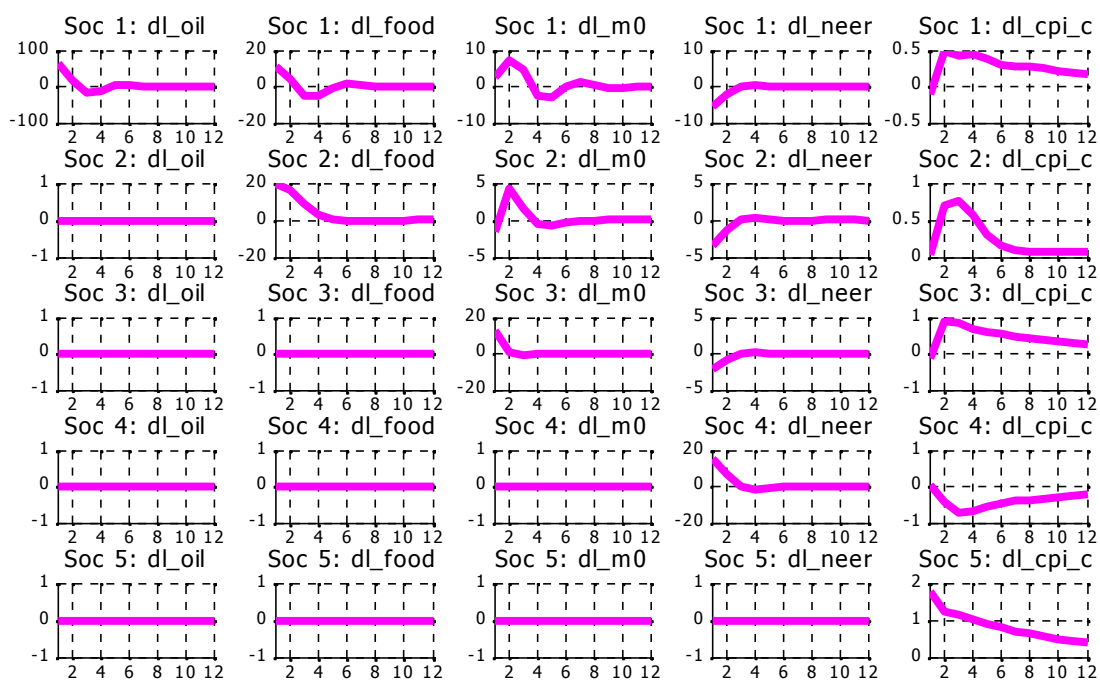 Soc 1: dl_oil Soc 1: dl_food Soc 1: dl_m0 Soc 1: dl_neer Soc 1: dl_cpi_c
100 20 10 10 0.5
0 0 0 0 0
-100 -20 -10 -10 -0.5
2 4 6 8 10 12 2 4 6 8 10 12 2 4 6 8 10 12 2 4 6 8 10 12 2 4 6 8 10 12
Soc 2: dl_oil Soc 2: dl_food Soc 2: dl_m0 Soc 2: dl_neer Soc 2: dl_cpi_c
1 20 5 5 1
0 0 0 0 0.5
-1 -20 -5 -5 0
2 4 6 8 10 12 2 4 6 8 10 12 2 4 6 8 10 12 2 4 6 8 10 12 2 4 6 8 10 12
Soc 3: dl_oil Soc 3: dl_food Soc 3: dl_m0 Soc 3: dl_neer Soc 3: dl_cpi_c
1 1 20 5 1
0 0 0 0 0
-1 -1 -20 -5 -1
2 4 6 8 10 12 2 4 6 8 10 12 2 4 6 8 10 12 2 4 6 8 10 12 2 4 6 8 10 12
Soc 4: dl_oil Soc 4: dl_food Soc 4: dl_m0 Soc 4: dl_neer Soc 4: dl_cpi_c
1 1 1 20 1
0 0 0 0 0
-1 -1 -1 -20 -1
2 4 6 8 10 12 2 4 6 8 10 12 2 4 6 8 10 12 2 4 6 8 10 12 2 4 6 8 10 12
Soc 5: dl_oil Soc 5: dl_food Soc 5: dl_m0 Soc 5: dl_neer Soc 5: dl_cpi_c
1 1 1 1 2
0 0 0 0 1
-1 -1 -1 -1 0
2 4 6 8 10 12 2 4 6 8 10 12 2 4 6 8 10 12 2 4 6 8 10 12 2 4 6 8 10 12